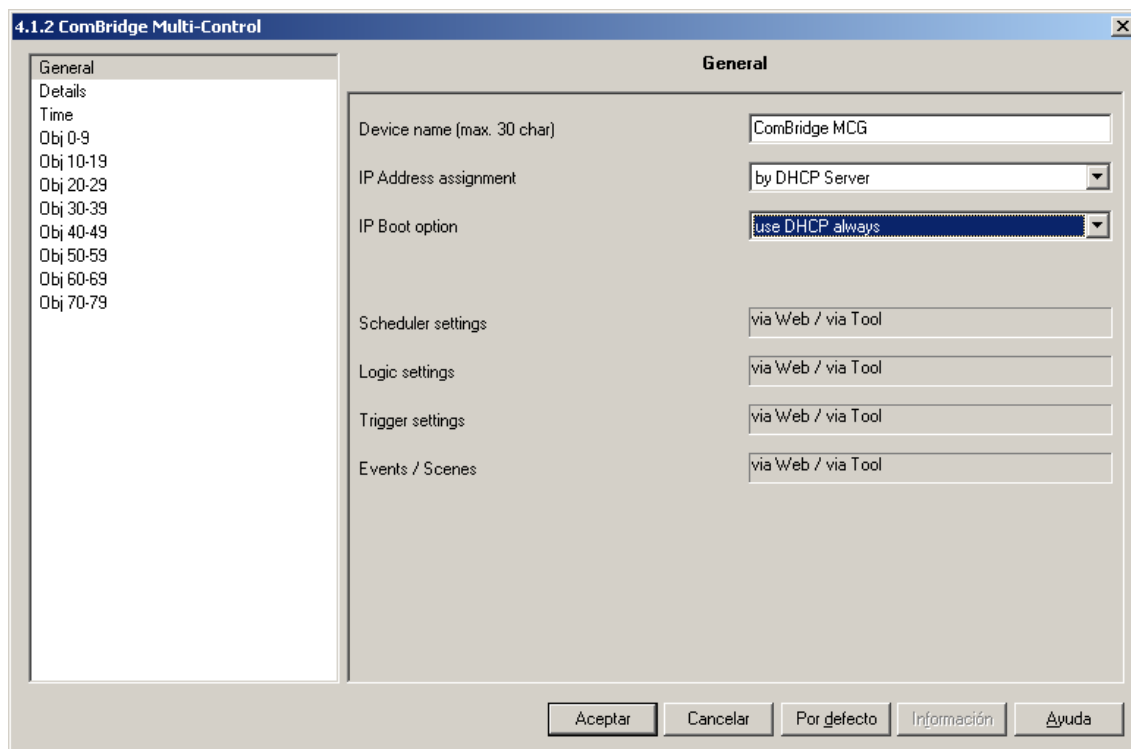 4.1.2 ComBridge Multi-Control
General
Details
Time
Obj 0-9
Obj 10-19
Obj 20-29
Obj 30-39
Obj 40-49
Obj 50-59
Obj 60-69
Obj 70-79
General
Device name (max. 30 char)
ComBridge MCG
IP Address assignment
by DHCP Server
IP Boot option
use DHCP always
Scheduler settings
via Web / via Tool
Logic settings
via Web / via Tool
Trigger settings
via Web / via Tool
Events / Scenes
via Web / via Tool
Aceptar
Cancelar
Por defecto
Información
Ayuda